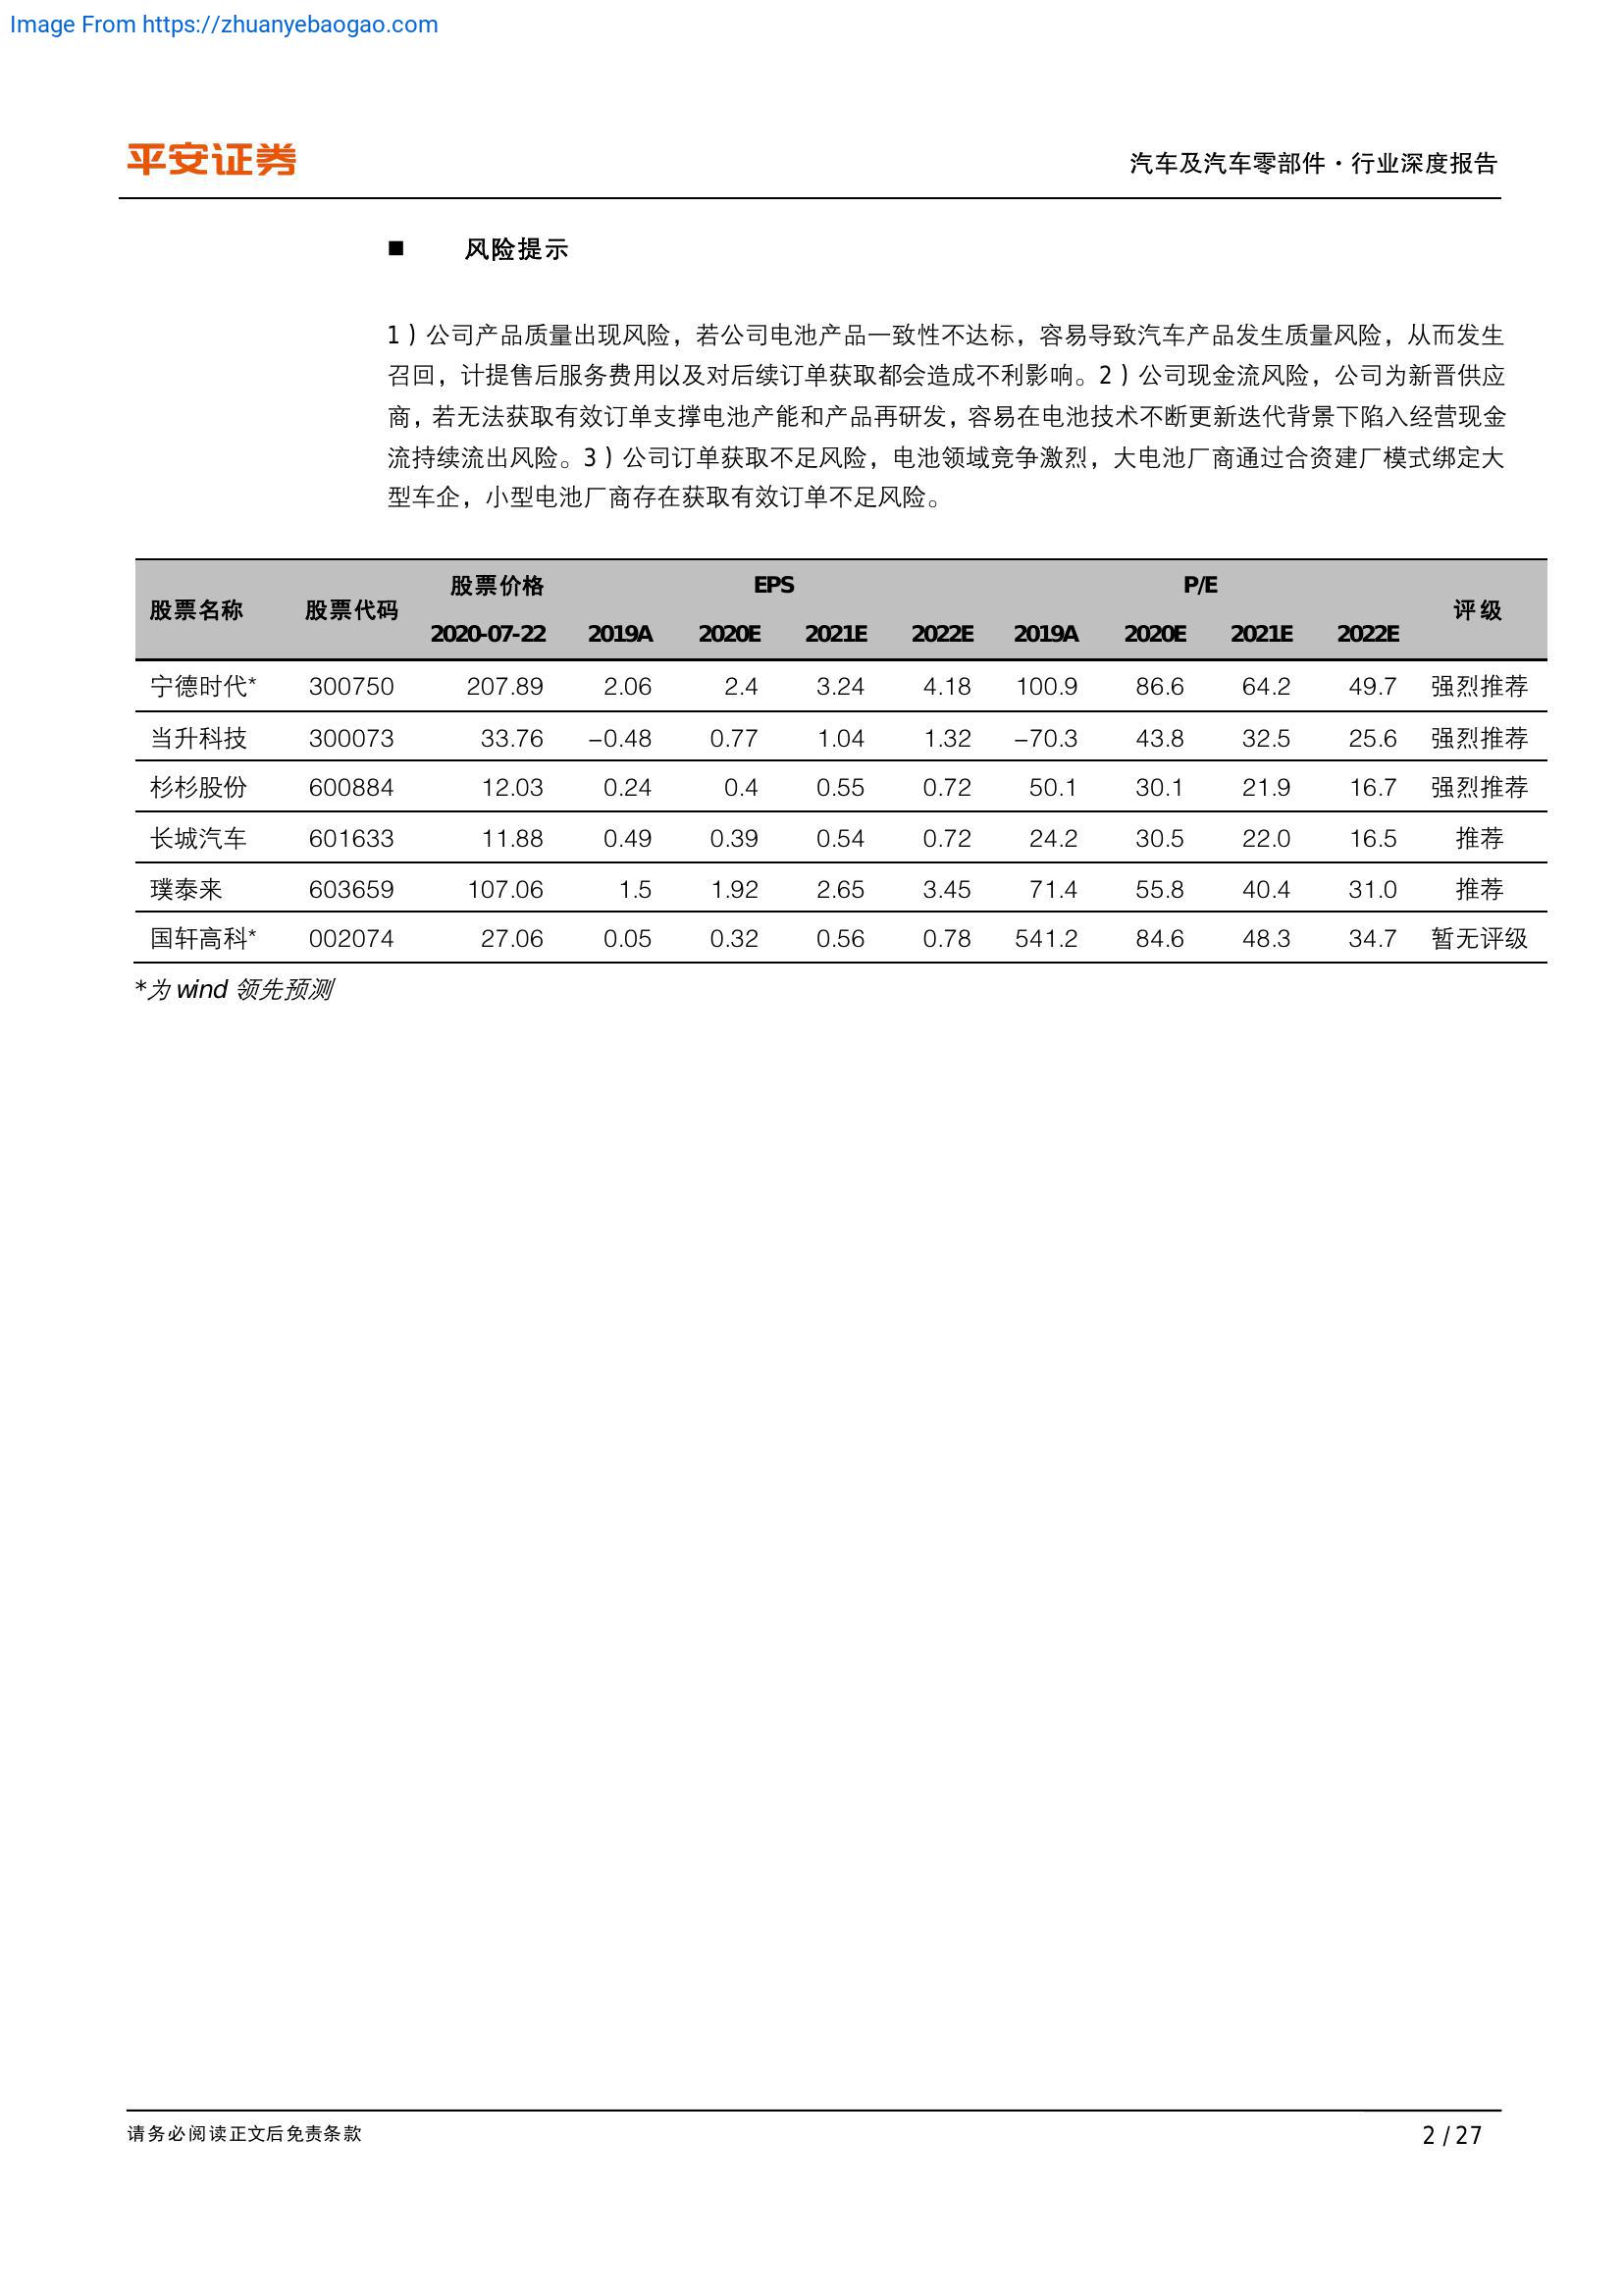 Image From https://zhuanyebaogao.com
平安证券
汽车及汽车零部件·行业深度报告
■ 风险提示
1）公司产品质量出现风险，若公司电池产品一致性不达标，容易导致汽车产品发生质量风险，从而发生
召回，计提售后服务费用以及对后续订单获取都会造成不利影响。2）公司现金流风险，公司为新晋供应
商，若无法获取有效订单支撑电池产能和产品再研发，容易在电池技术不断更新迭代背景下陷入经营现金
流持续流出风险。3）公司订单获取不足风险，电池领域竞争激烈，大电池厂商通过合资建厂模式绑定大
型车企，小型电池厂商存在获取有效订单不足风险。
股票名称 股票代码 股票价格 EPS P/E 评级
2020-07-22 2019A 2020E 2021E 2022E 2019A 2020E 2021E 2022E
宁德时代* 300750 207.89 2.06 2.4 3.24 4.18 100.9 86.6 64.2 49.7 强烈推荐
当升科技 300073 33.76 -0.48 0.77 1.04 1.32 -70.3 43.8 32.5 25.6 强烈推荐
杉杉股份 600884 12.03 0.24 0.4 0.55 0.72 50.1 30.1 21.9 16.7 强烈推荐
长城汽车 601633 11.88 0.49 0.39 0.54 0.72 24.2 30.5 22.0 16.5 推荐
璞泰来 603659 107.06 1.5 1.92 2.65 3.45 71.4 55.8 40.4 31.0 推荐
国轩高科* 002074 27.06 0.05 0.32 0.56 0.78 541.2 84.6 48.3 34.7 暂无评级
*为 wind 领先预测
请务必阅读正文后免责条款
2 / 27